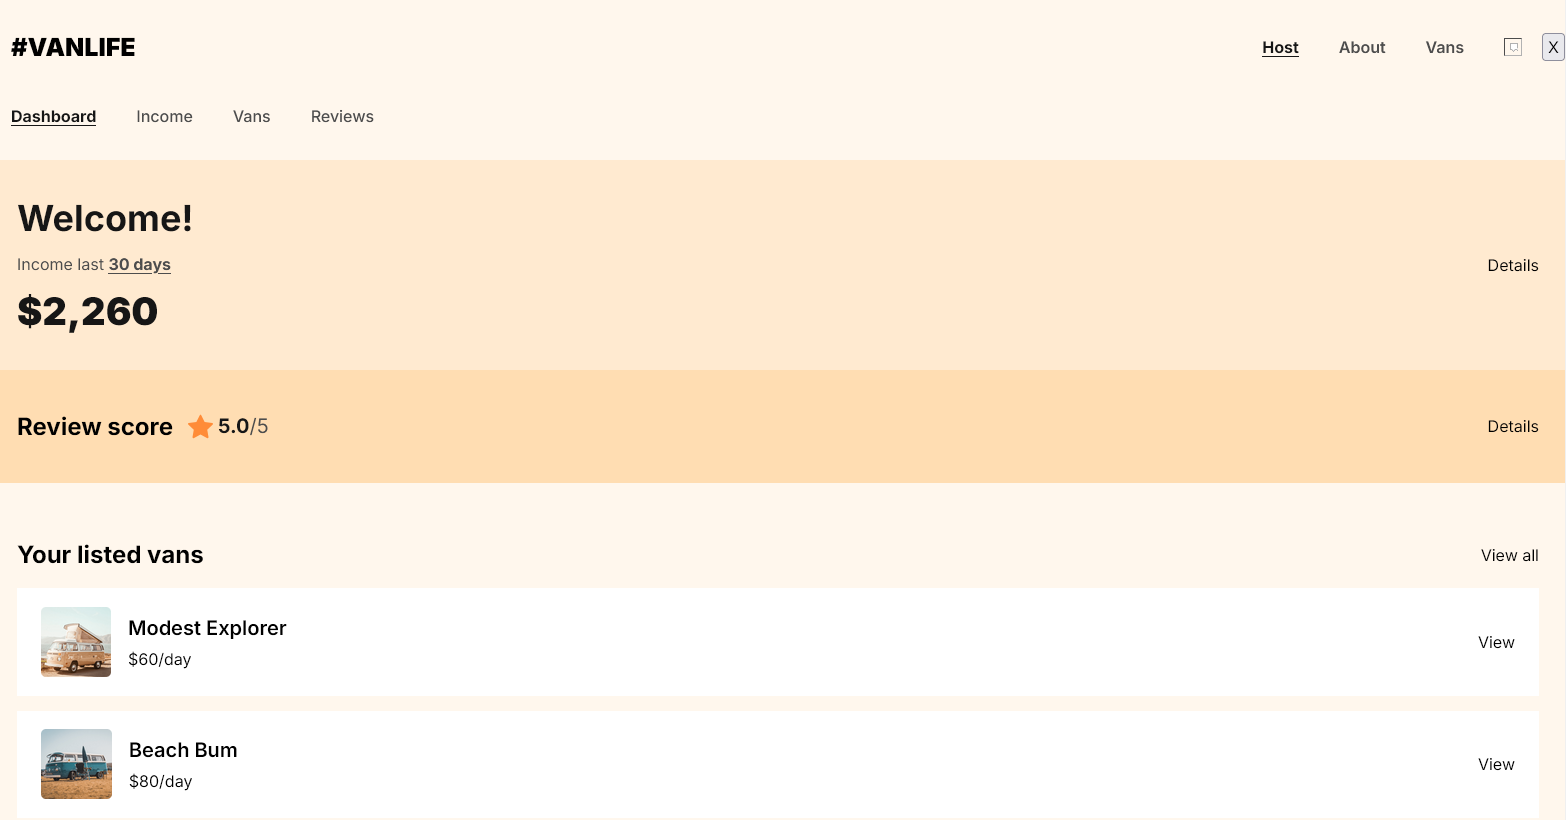 #VANLIFE
Host About Vans X
Dashboard Income Vans Reviews
Welcome!
Income last 30 days
Details
$2,260
Review score 5.0/5
Details
Your listed vans
View all
Modest Explorer
$60/day
View
Beach Bum
$80/day
View